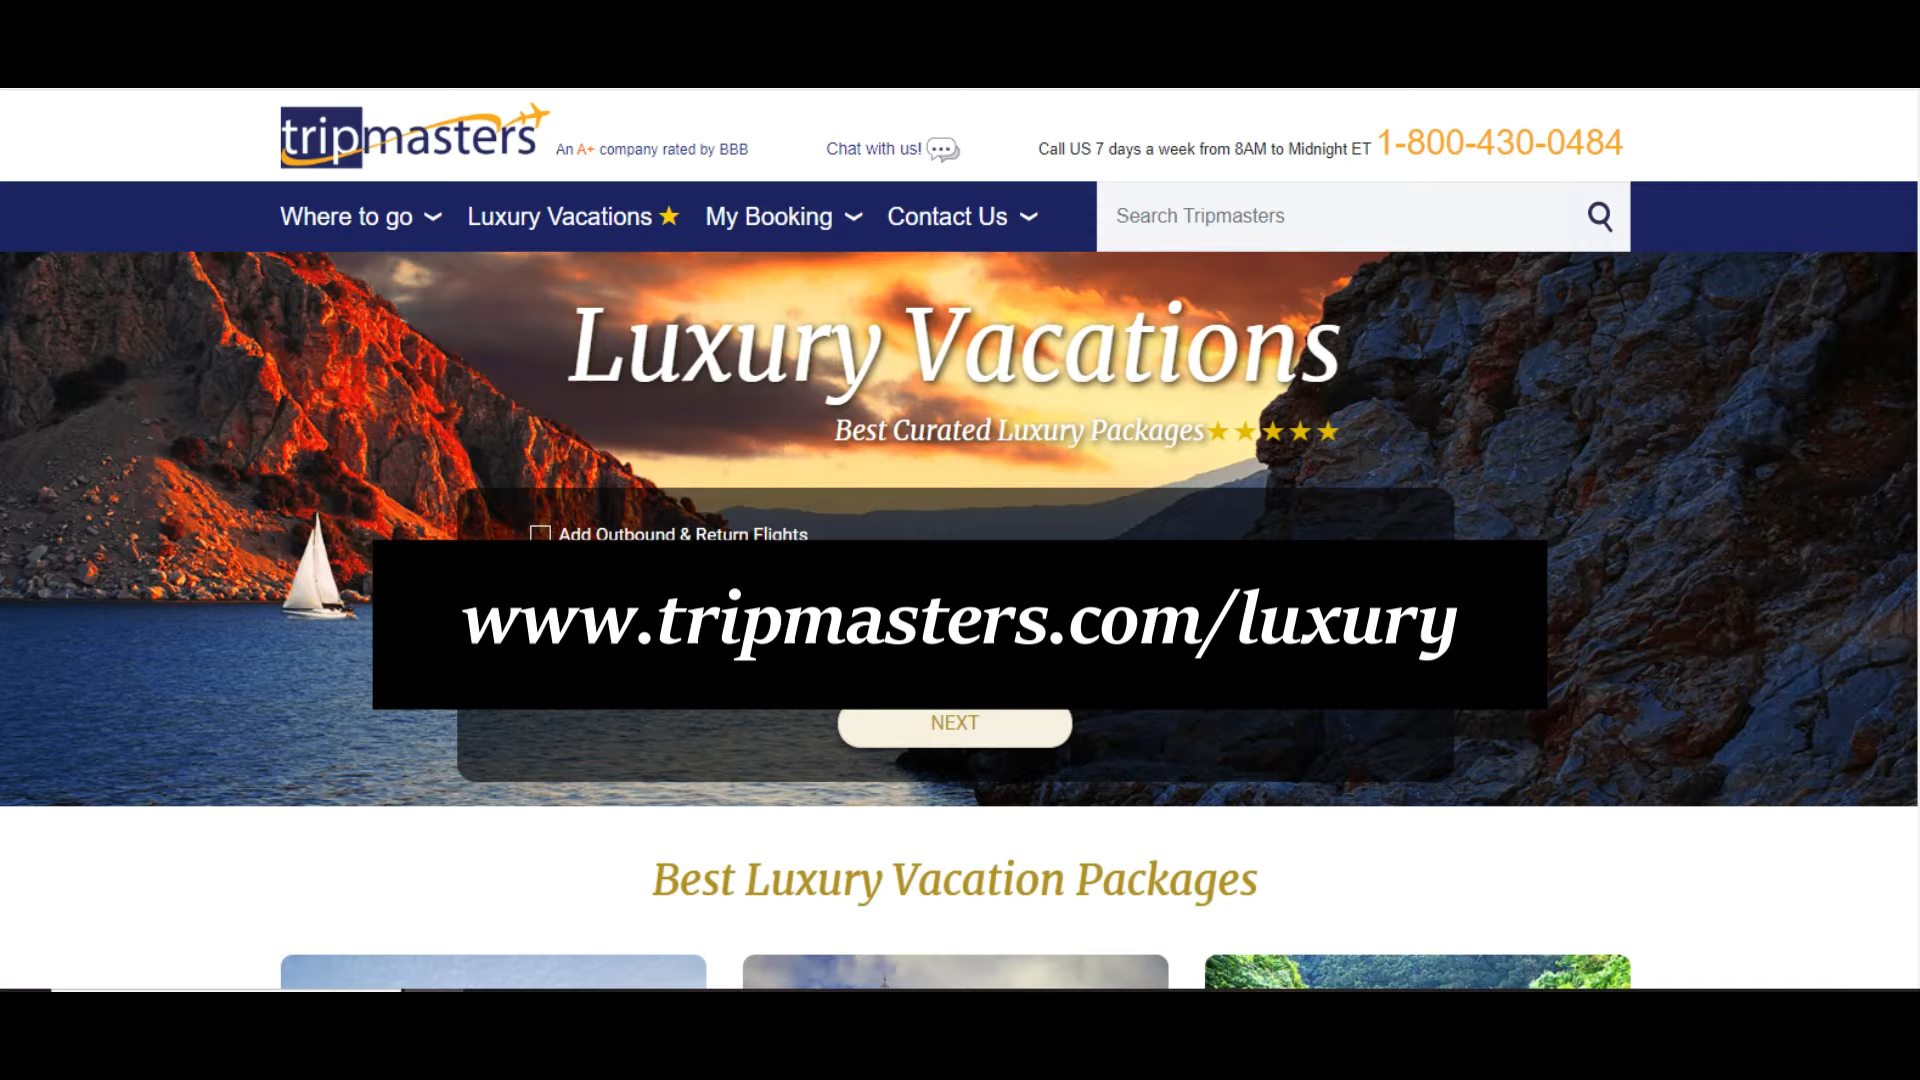 tripmasters
An A+ company rated by BBB
Chat with us!
Call US 7 days a week from 8AM to Midnight ET 1-800-430-0484
Where to go Luxury Vacations My Booking Contact Us Search Tripmasters
Luxury Vacations
Best Curated Luxury Packages
Add Outbound & Return Flights
www.tripmasters.com/luxury
NEXT
Best Luxury Vacation Packages